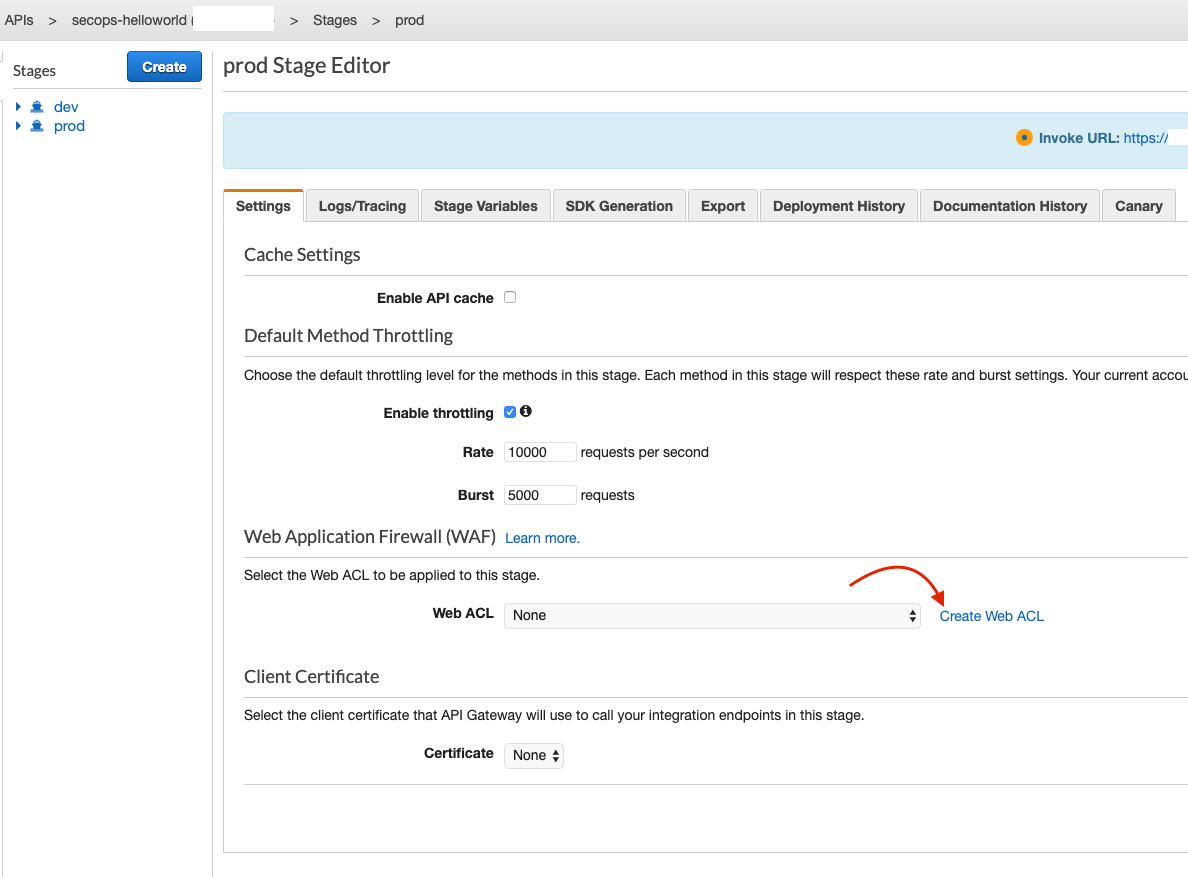 APIs > secops-helloworld ( > Stages > prod
Stages
Create
dev
prod
prod Stage Editor
Invoke URL: https://
Settings
Logs/Tracing
Stage Variables
SDK Generation
Export
Deployment History
Documentation History
Canary
Cache Settings
Enable API cache
Default Method Throttling
Choose the default throttling level for the methods in this stage. Each method in this stage will respect these rate and burst settings. Your current accou
Enable throttling
Rate 10000 requests per second
Burst 5000 requests
Web Application Firewall (WAF) Learn more.
Select the Web ACL to be applied to this stage.
Web ACL None Create Web ACL
Client Certificate
Select the client certificate that API Gateway will use to call your integration endpoints in this stage.
Certificate None